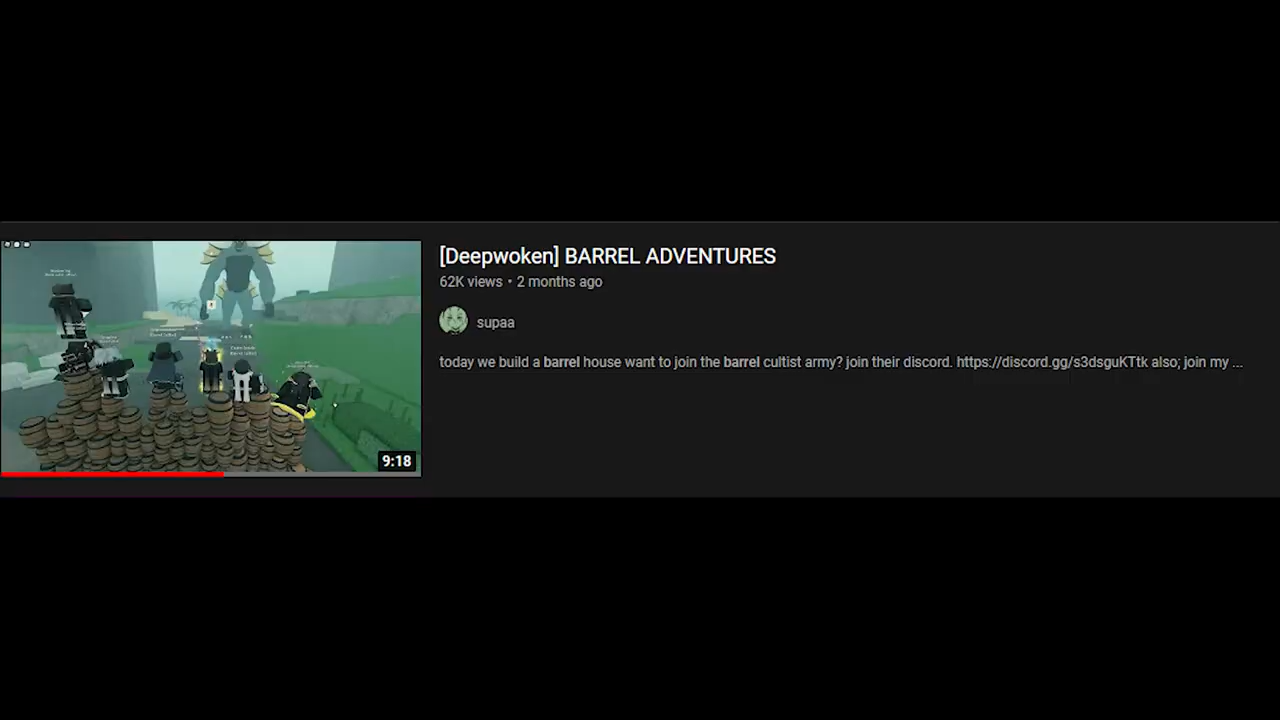 [Deepwoken] BARREL ADVENTURES
62K views • 2 months ago
supaa
today we build a barrel house want to join the barrel cultist army? join their discord. https://discord.gg/s3dsguKTtk also; join my ...
9:18